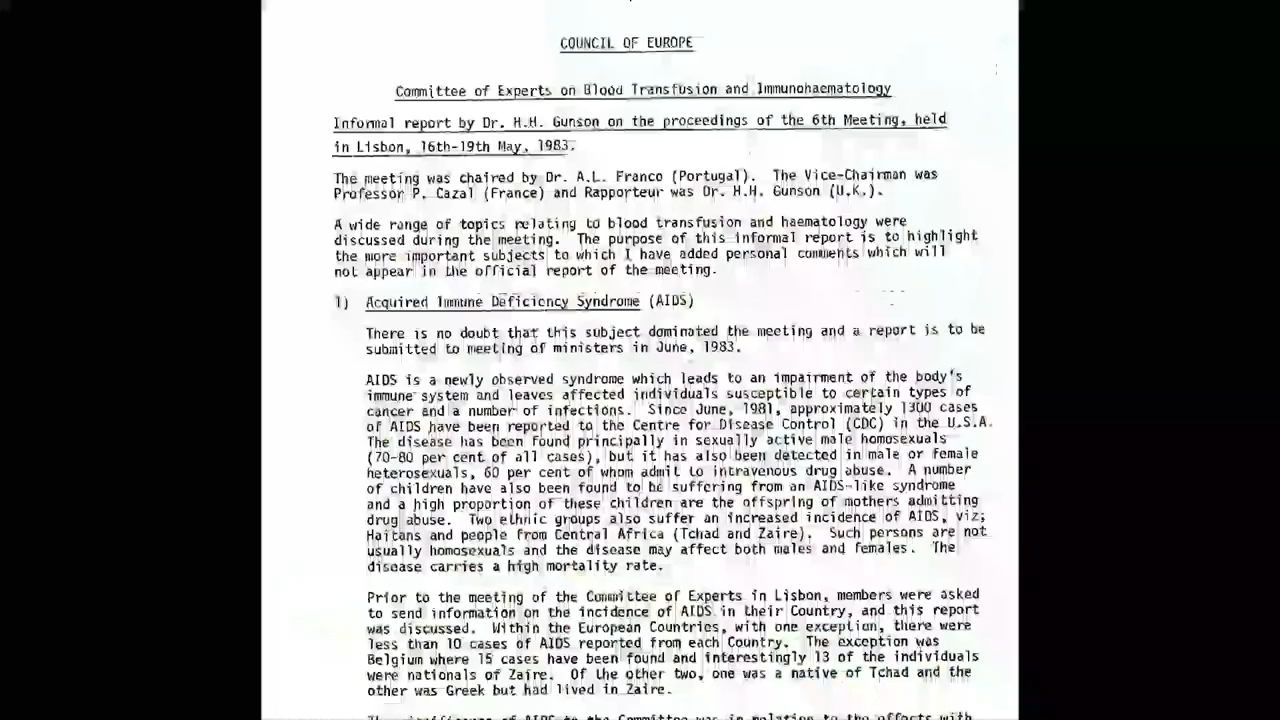 COUNCIL OF EUROPE
Committee of Experts on Blood Transfusion and Immunohaematology
Informal report by Dr. H.H. Gunson on the proceedings of the 6th Meeting, held
in Lisbon, 16th-19th May, 1983.
The meeting was chaired by Dr. A.L. Franco (Portugal). The Vice-Chairman was
Professor P. Cazal (France) and Rapporteur was Dr. H.H. Gunson (U.K.).
A wide range of topics relating to blood transfusion and haematology were
discussed during the meeting. The purpose of this informal report is to highlight
the more important subjects to which I have added personal comments which will
not appear in the official report of the meeting.
1) Acquired Immune Deficiency Syndrome (AIDS)
There is no doubt that this subject dominated the meeting and a report is to be
submitted to meeting of ministers in June, 1983.
AIDS is a newly observed syndrome which leads to an impairment of the body's
immune system and leaves affected individuals susceptible to certain types of
cancer and a number of infections. Since June, 1981, approximately 1300 cases
of AIDS have been reported to the Centre for Disease Control (CDC) in the U.S.A.
The disease has been found principally in sexually active male homosexuals
(70-80 per cent of all cases), but it has also been detected in male or female
heterosexuals, 60 per cent of whom admit to intravenous drug abuse. A number
of children have also been found to be suffering from an AIDS-like syndrome
and a high proportion of these children are the offspring of mothers admitting
drug abuse. Two ethnic groups also suffer an increased incidence of AIDS, viz;
Haitans and people from Central Africa (Tchad and Zaire). Such persons are not
usually homosexuals and the disease may affect both males and females. The
disease carries a high mortality rate.
Prior to the meeting of the Committee of Experts in Lisbon, members were asked
to send information on the incidence of AIDS in their Country, and this report
was discussed. Within the European Countries, with one exception, there were
less than 10 cases of AIDS reported from each Country. The exception was
Belgium where 15 cases have been found and interestingly 13 of the individuals
were nationals of Zaire. Of the other two, one was a native of Tchad and the
other was Greek but had lived in Zaire.
The significance of AIDS to the Committee was in relation to the effects with